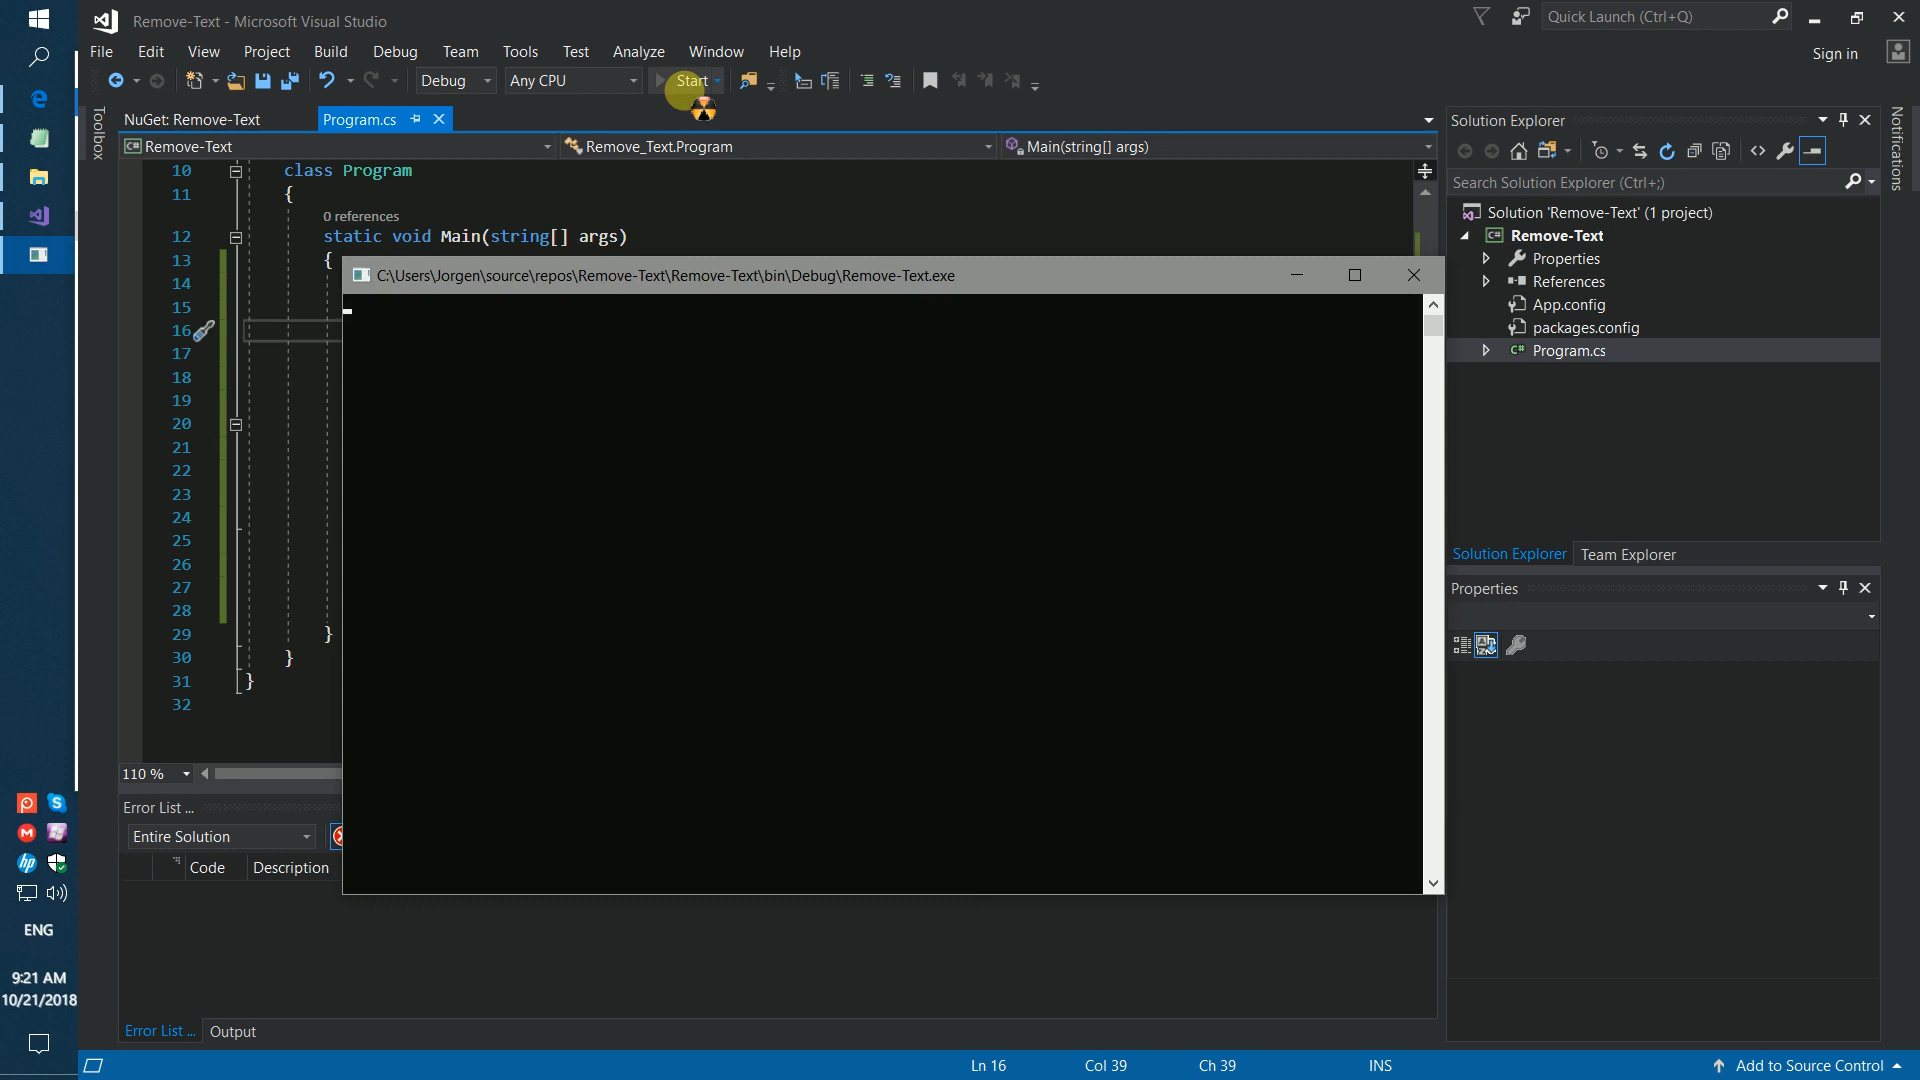 Remove-Text - Microsoft Visual Studio
Quick Launch (Ctrl+Q)
File Edit View Project Build Debug Team Tools Test Analyze Window Help
Sign in
Debug Any CPU Start
Toolbox
NuGet: Remove-Text Program.cs
Remove-Text Remove_Text.Program Main(string[] args)
10 class Program
11 {
0 references
12 static void Main(string[] args)
13 {
14
15
16
17
18
19
20
21
22
23
24
25
26
27
28
29 }
30 }
31 }
32
C:\Users\Jorgen\source\repos\Remove-Text\Remove-Text\bin\Debug\Remove-Text.exe
110 %
Error List ...
Entire Solution
Code Description
Error List ... Output
Solution Explorer
Search Solution Explorer (Ctrl+;)
Solution 'Remove-Text' (1 project)
C# Remove-Text
Properties
References
App.config
packages.config
C# Program.cs
Solution Explorer Team Explorer
Properties
Notifications
hp
ENG
9:21 AM
10/21/2018
Ln 16 Col 39 Ch 39 INS Add to Source Control